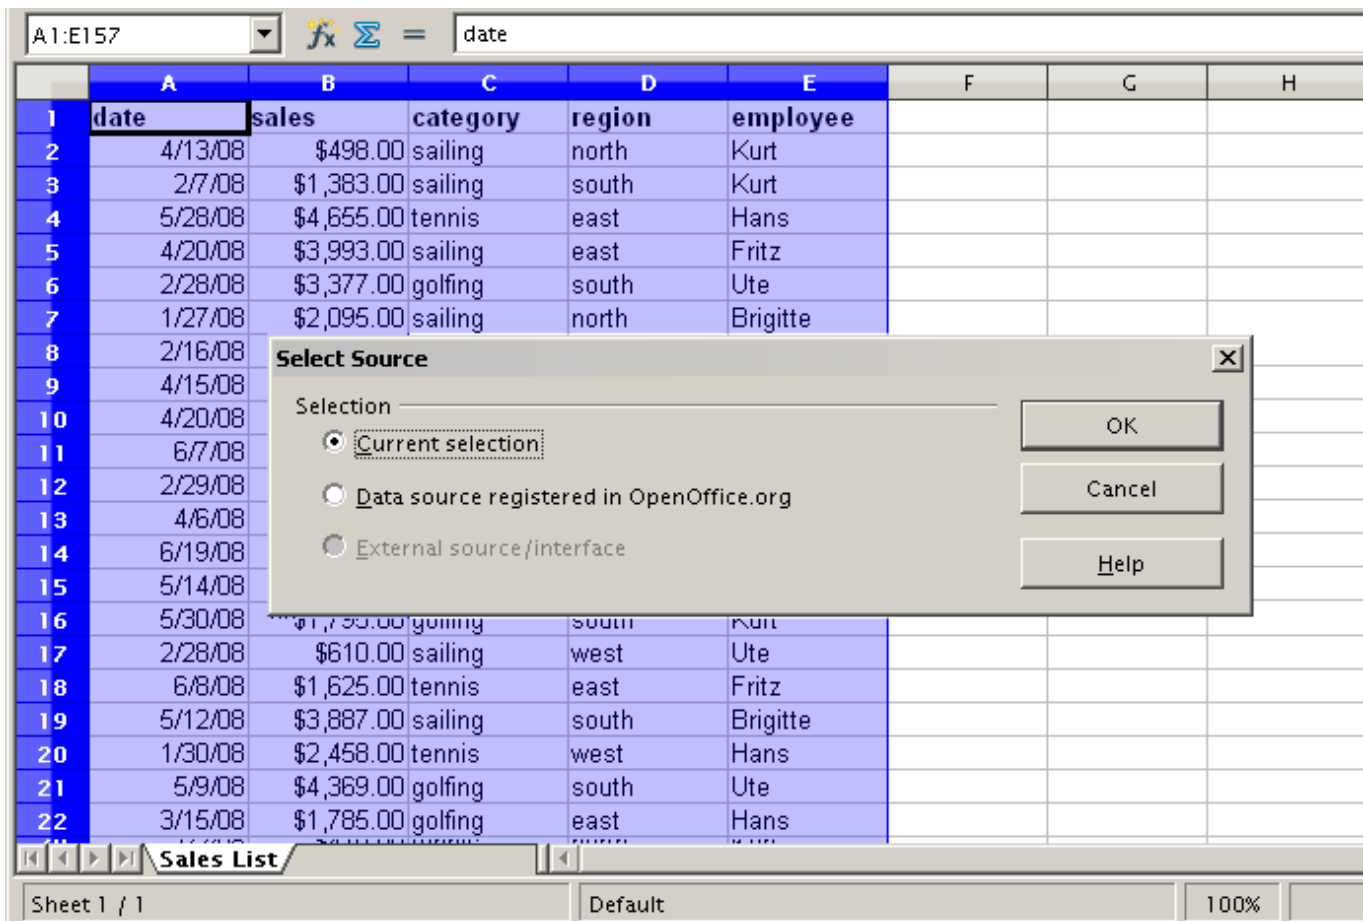 A1:E157 fx Σ = date
A B C D E F G H
1 date sales category region employee
2 4/13/08 $498.00 sailing north Kurt
3 2/7/08 $1,383.00 sailing south Kurt
4 5/28/08 $4,655.00 tennis east Hans
5 4/20/08 $3,993.00 sailing east Fritz
6 2/28/08 $3,377.00 golfing south Ute
7 1/27/08 $2,095.00 sailing north Brigitte
8 2/16/08
9 4/15/08
10 4/20/08
11 6/7/08
12 2/29/08
13 4/6/08
14 6/19/08
15 5/14/08
Select Source
Selection
Current selection
Data source registered in OpenOffice.org
External source/interface
OK
Cancel
Help
16 5/30/08 $1,795.00 golfing south Kurt
17 2/28/08 $610.00 sailing west Ute
18 6/8/08 $1,625.00 tennis east Fritz
19 5/12/08 $3,887.00 sailing south Brigitte
20 1/30/08 $2,458.00 tennis west Hans
21 5/9/08 $4,369.00 golfing south Ute
22 3/15/08 $1,785.00 golfing east Hans
Sales List
Sheet 1 / 1 Default 100%